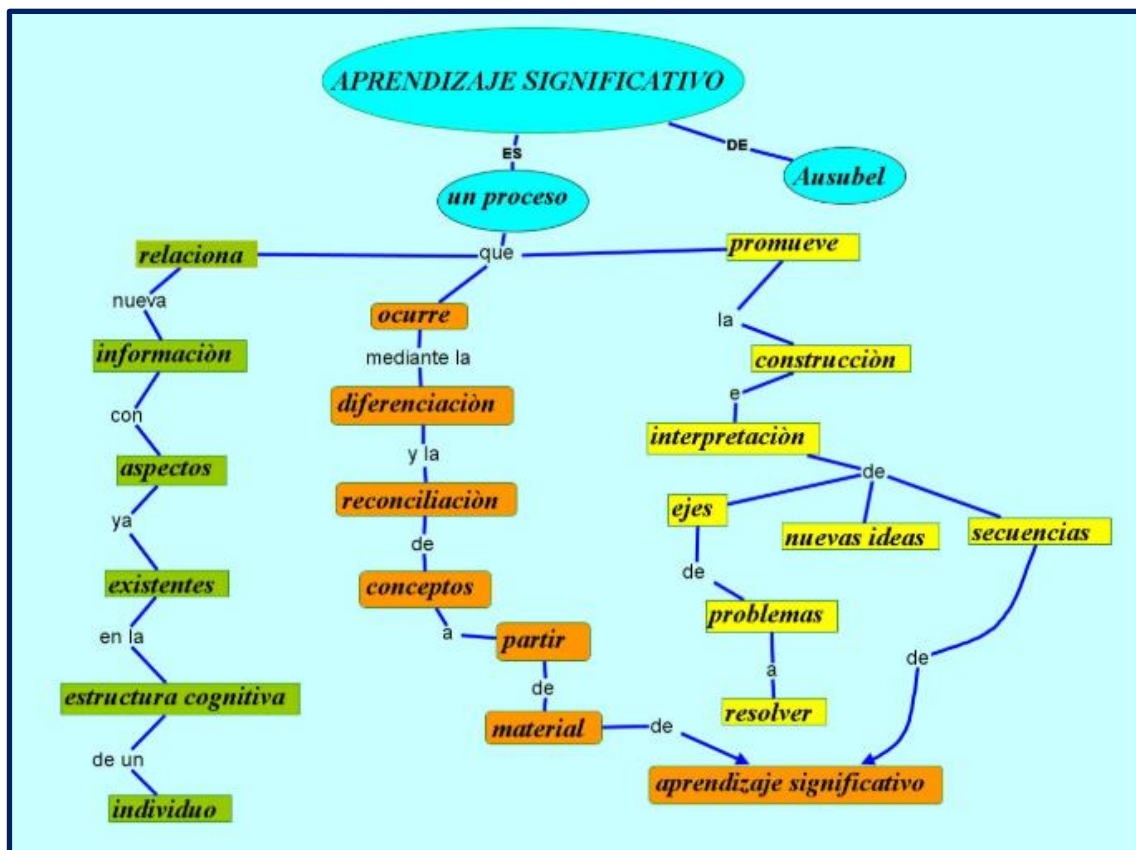 APRENDIZAJE SIGNIFICATIVO
ES
DE
un proceso
Ausubel
que
relaciona
nueva
informaciòn
con
aspectos
ya
existentes
en la
estructura cognitiva
de un
individuo
ocurre
mediante la
diferenciaciòn
y la
reconciliaciòn
de
conceptos
a
partir
de
material
de
aprendizaje significativo
promueve
la
construcciòn
e
interpretaciòn
de
ejes
de
problemas
a
resolver
nuevas ideas
secuencias
de